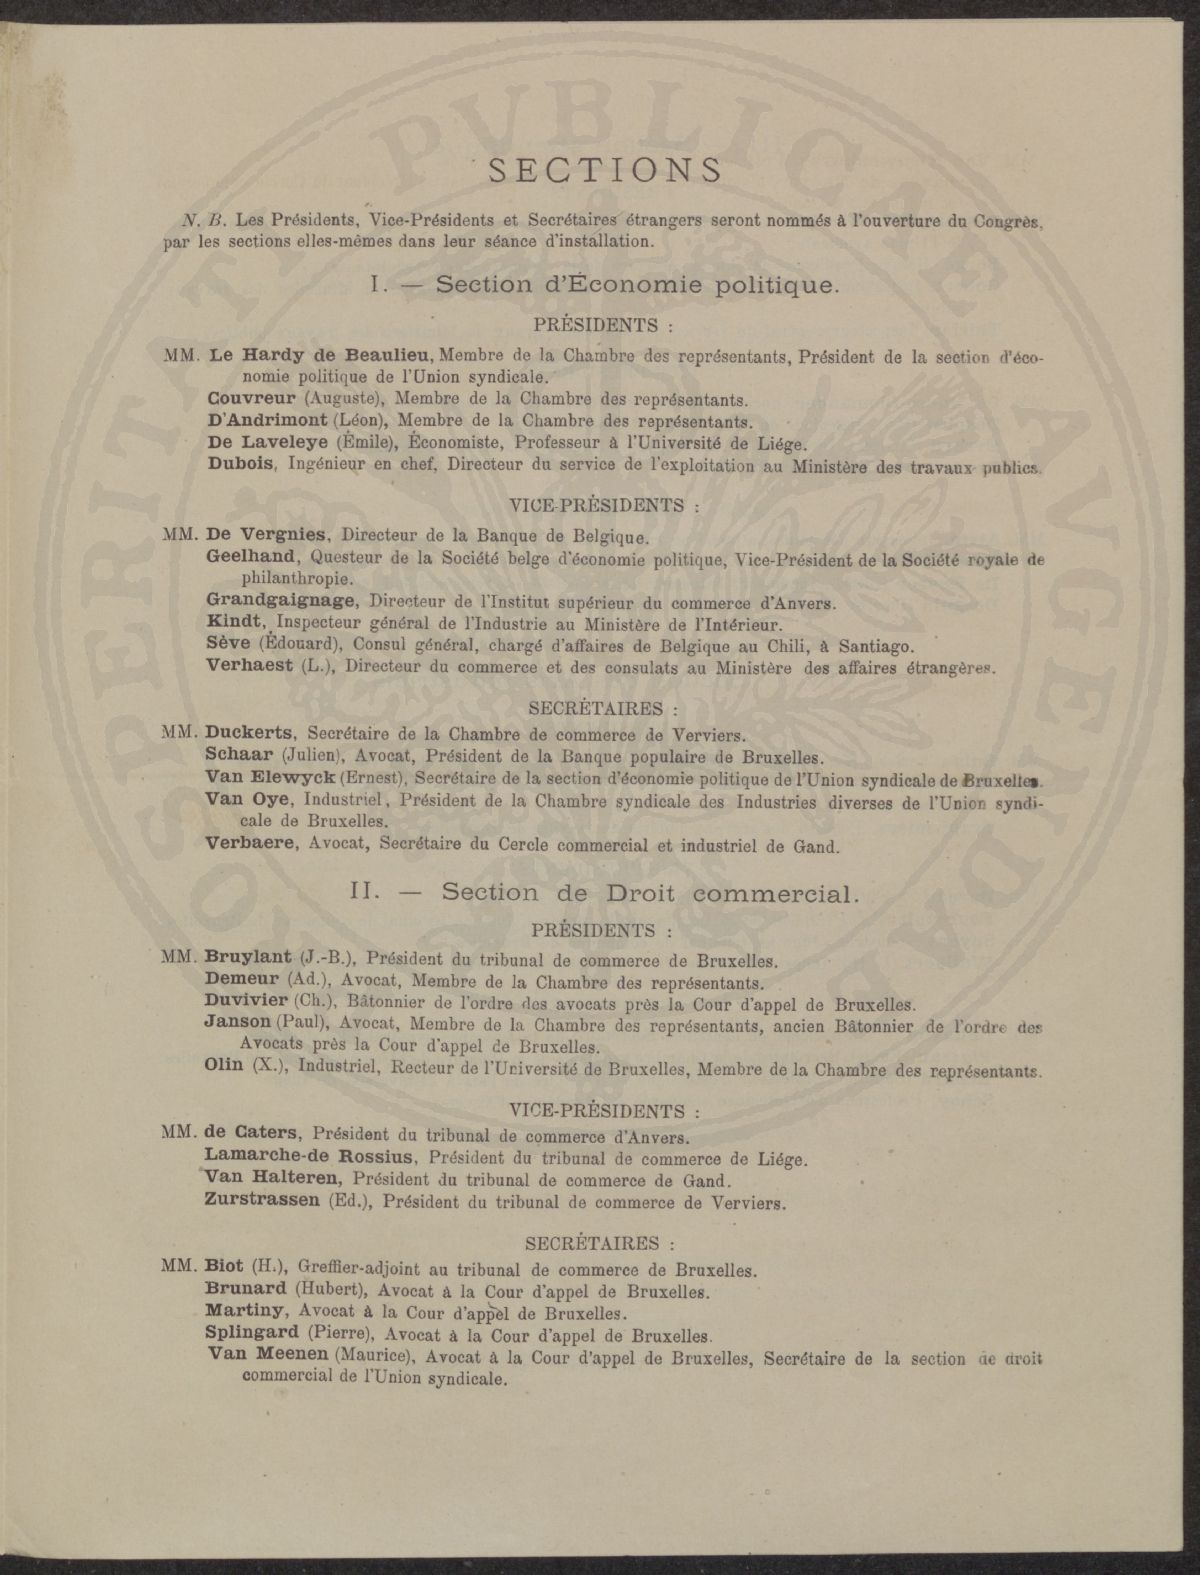 SECTIONS
N. B. Les Présidents, Vice-Présidents et Secrétaires étrangers seront nommés à l'ouverture du Congrès,
par les sections elles-mêmes dans leur séance d'installation.
I. — Section d'Économie politique.
PRÉSIDENTS :
MM. Le Hardy de Beaulieu, Membre de la Chambre des représentants, Président de la section d'éco-
nomie politique de l'Union syndicale.
Couvreur (Auguste), Membre de la Chambre des représentants.
D'Andrimont (Léon), Membre de la Chambre des représentants.
De Laveleye (Émile), Économiste, Professeur à l'Université de Liége.
Dubois, Ingénieur en chef, Directeur du service de l'exploitation au Ministère des travaux publics.
VICE-PRÉSIDENTS :
MM. De Vergnies, Directeur de la Banque de Belgique.
Geelhand, Questeur de la Société belge d'économie politique, Vice-Président de la Société royale de
philanthropie.
Grandgaignage, Directeur de l'Institut supérieur du commerce d'Anvers.
Kindt, Inspecteur général de l'Industrie au Ministère de l'Intérieur.
Sève (Édouard), Consul général, chargé d'affaires de Belgique au Chili, à Santiago.
Verhaest (L.), Directeur du commerce et des consulats au Ministère des affaires étrangères.
SECRÉTAIRES :
MM. Duckerts, Secrétaire de la Chambre de commerce de Verviers.
Schaar (Julien), Avocat, Président de la Banque populaire de Bruxelles.
Van Elewyck (Ernest), Secrétaire de la section d'économie politique de l'Union syndicale de Bruxelles.
Van Oye, Industriel, Président de la Chambre syndicale des Industries diverses de l'Union syndi-
cale de Bruxelles.
Verbaere, Avocat, Secrétaire du Cercle commercial et industriel de Gand.
II. — Section de Droit commercial.
PRÉSIDENTS :
MM. Bruylant (J.-B.), Président du tribunal de commerce de Bruxelles.
Demeur (Ad.), Avocat, Membre de la Chambre des représentants.
Duvivier (Ch.), Bâtonnier de l'ordre des avocats près la Cour d'appel de Bruxelles.
Janson (Paul), Avocat, Membre de la Chambre des représentants, ancien Bâtonnier de l'ordre des
Avocats près la Cour d'appel de Bruxelles.
Olin (X.), Industriel, Recteur de l'Université de Bruxelles, Membre de la Chambre des représentants.
VICE-PRÉSIDENTS :
MM. de Caters, Président du tribunal de commerce d'Anvers.
Lamarche-de Rossius, Président du tribunal de commerce de Liége.
Van Halteren, Président du tribunal de commerce de Gand.
Zurstrassen (Ed.), Président du tribunal de commerce de Verviers.
SECRÉTAIRES :
MM. Biot (H.), Greffier-adjoint au tribunal de commerce de Bruxelles.
Brunard (Hubert), Avocat à la Cour d'appel de Bruxelles.
Martiny, Avocat à la Cour d'appel de Bruxelles.
Splingard (Pierre), Avocat à la Cour d'appel de Bruxelles.
Van Meenen (Maurice), Avocat à la Cour d'appel de Bruxelles, Secrétaire de la section de droit
commercial de l'Union syndicale.
PROSPERITATI PVBLICAE AVGENDAE